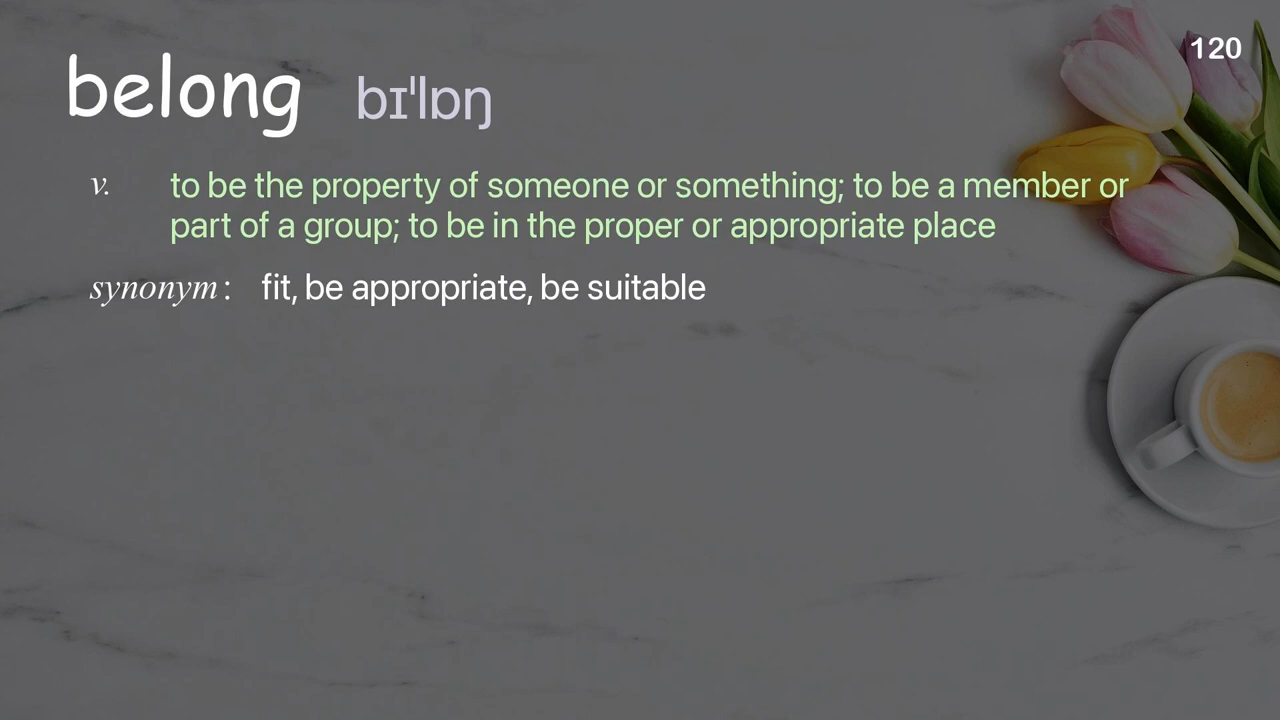 120
belong bɪˈlɒŋ
v. to be the property of someone or something; to be a member or
part of a group; to be in the proper or appropriate place
synonym: fit, be appropriate, be suitable